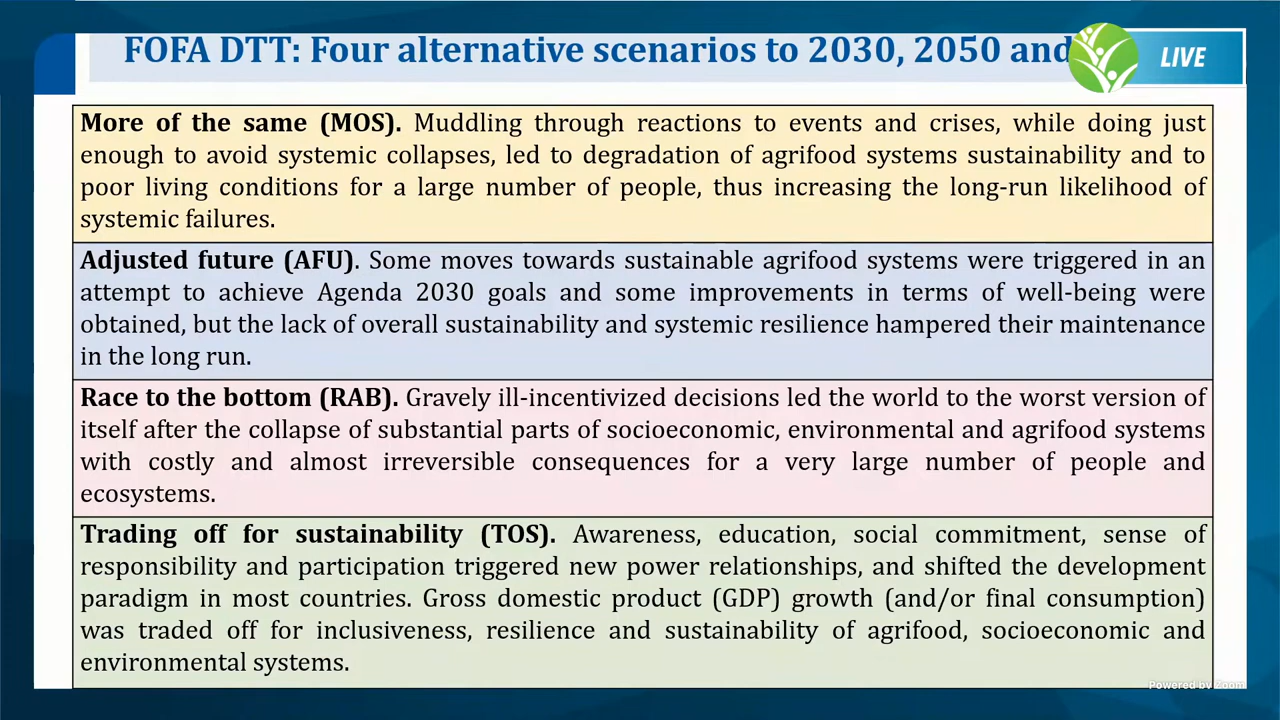 FOFA DTT: Four alternative scenarios to 2030, 2050 and
LIVE
More of the same (MOS). Muddling through reactions to events and crises, while doing just
enough to avoid systemic collapses, led to degradation of agrifood systems sustainability and to
poor living conditions for a large number of people, thus increasing the long-run likelihood of
systemic failures.
Adjusted future (AFU). Some moves towards sustainable agrifood systems were triggered in an
attempt to achieve Agenda 2030 goals and some improvements in terms of well-being were
obtained, but the lack of overall sustainability and systemic resilience hampered their maintenance
in the long run.
Race to the bottom (RAB). Gravely ill-incentivized decisions led the world to the worst version of
itself after the collapse of substantial parts of socioeconomic, environmental and agrifood systems
with costly and almost irreversible consequences for a very large number of people and
ecosystems.
Trading off for sustainability (TOS). Awareness, education, social commitment, sense of
responsibility and participation triggered new power relationships, and shifted the development
paradigm in most countries. Gross domestic product (GDP) growth (and/or final consumption)
was traded off for inclusiveness, resilience and sustainability of agrifood, socioeconomic and
environmental systems.
Powered by Zoom